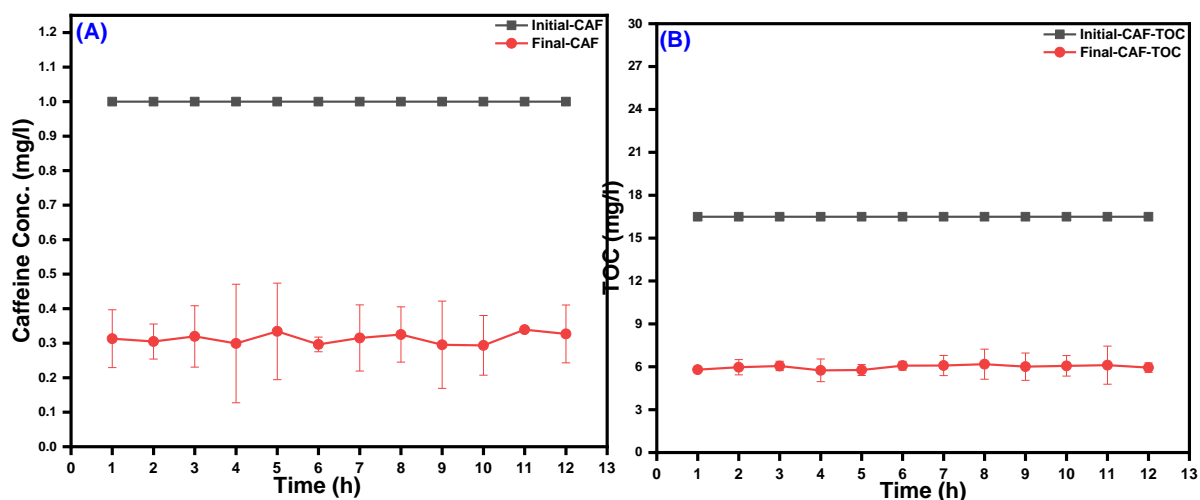 (A)
Initial-CAF
Final-CAF
1.2
1.1
1.0
0.9
0.8
0.7
0.6
0.5
0.4
0.3
0.2
0.1
0.0
Caffeine Conc. (mg/l)
0 1 2 3 4 5 6 7 8 9 10 11 12 13
Time (h)
(B)
Initial-CAF-TOC
Final-CAF-TOC
30
27
24
21
18
15
12
9
6
3
0
TOC (mg/l)
0 1 2 3 4 5 6 7 8 9 10 11 12 13
Time (h)